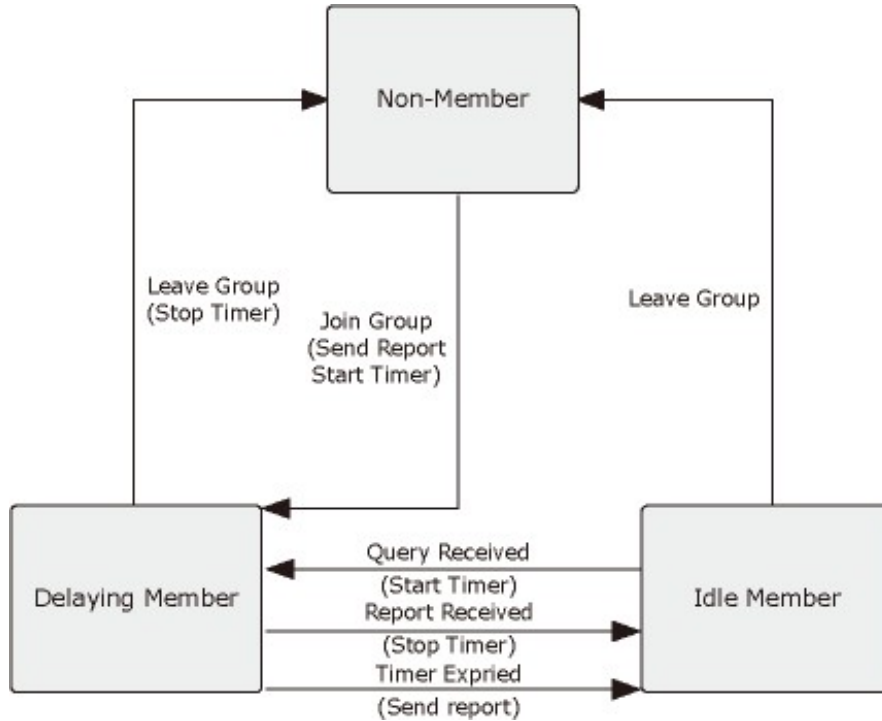 Non-Member
Leave Group
(Stop Timer)
Join Group
(Send Report
Start Timer)
Leave Group
Delaying Member
Query Received
(Start Timer)
Report Received
(Stop Timer)
Timer Expried
(Send report)
Idle Member